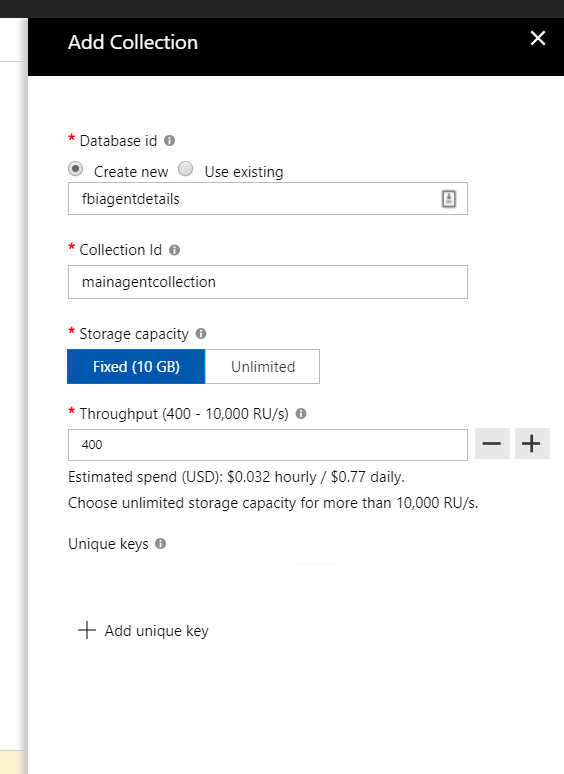 Add Collection
* Database id
Create new Use existing
fbiagentdetails
* Collection Id
mainagentcollection
* Storage capacity
Fixed (10 GB) Unlimited
* Throughput (400 - 10,000 RU/s)
400
Estimated spend (USD): $0.032 hourly / $0.77 daily.
Choose unlimited storage capacity for more than 10,000 RU/s.
Unique keys
Add unique key